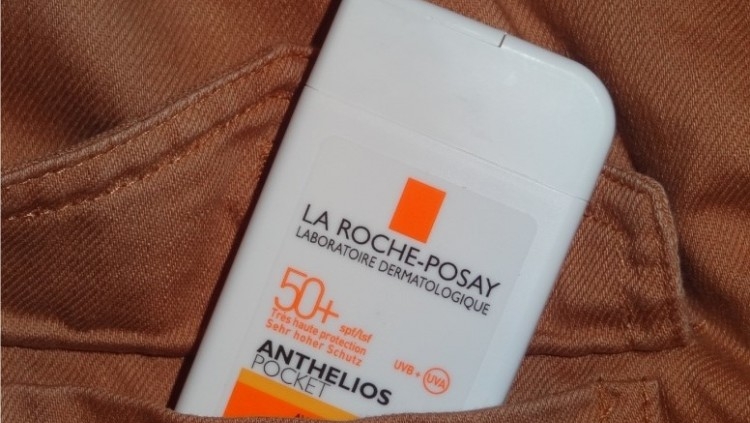 LA ROCHE-POSAY
LABORATOIRE DERMATOLOGIQUE
50+ spf/lsf
Très haute protection
Sehr hoher Schutz
UVB + UVA
ANTHELIOS
POCKET